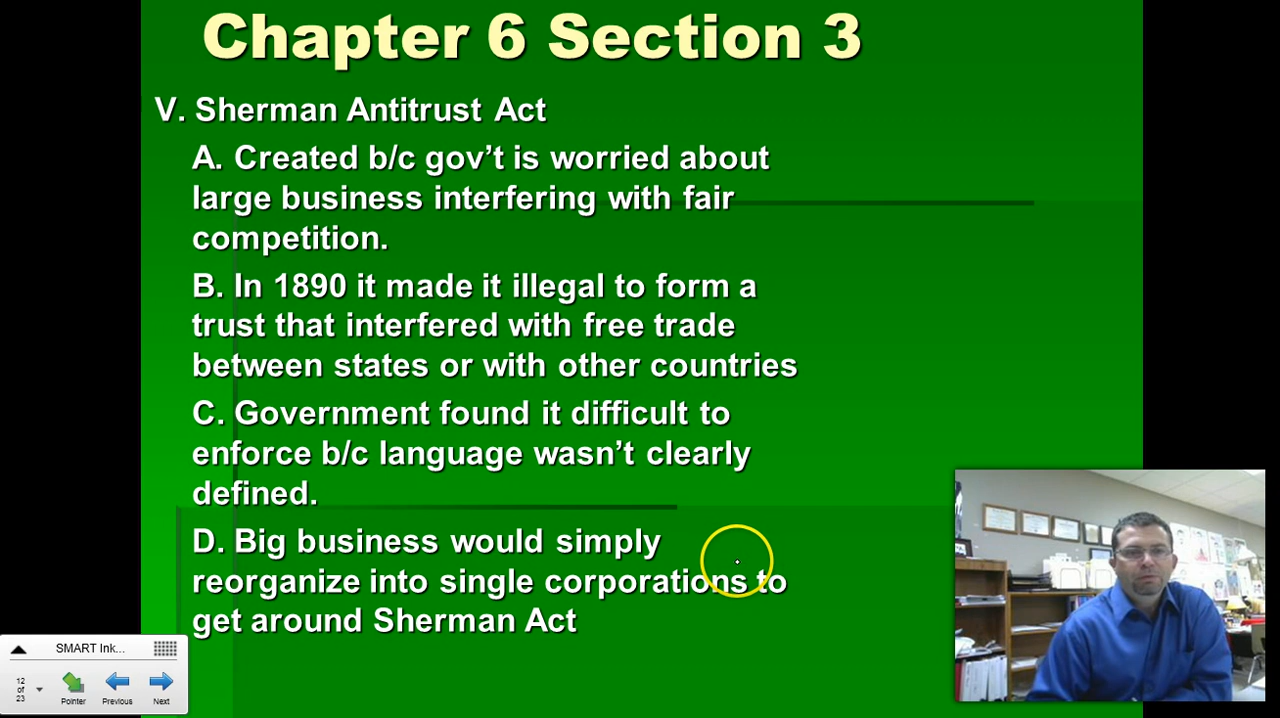 Chapter 6 Section 3
V. Sherman Antitrust Act
A. Created b/c gov’t is worried about
large business interfering with fair
competition.
B. In 1890 it made it illegal to form a
trust that interfered with free trade
between states or with other countries
C. Government found it difficult to
enforce b/c language wasn’t clearly
defined.
D. Big business would simply
reorganize into single corporations to
get around Sherman Act
SMART Ink...
12
of
23
Pointer
Previous
Next